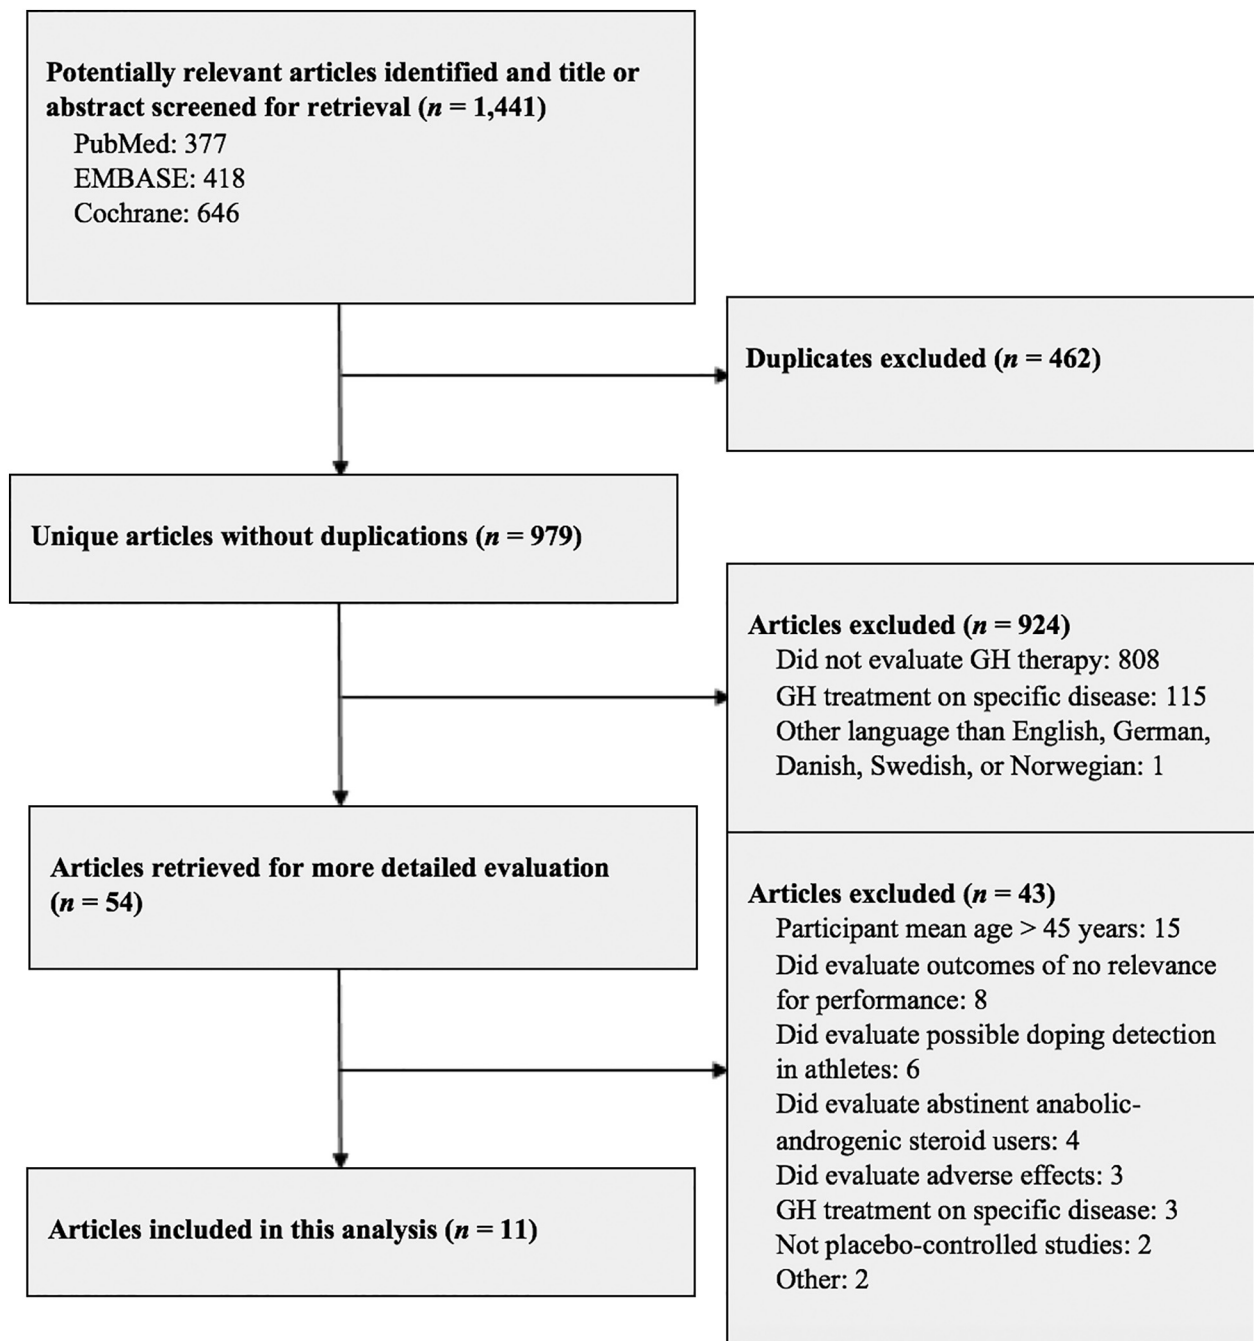 Potentially relevant articles identified and title or
abstract screened for retrieval (n = 1,441)
PubMed: 377
EMBASE: 418
Cochrane: 646
Duplicates excluded (n = 462)
Unique articles without duplications (n = 979)
Articles excluded (n = 924)
Did not evaluate GH therapy: 808
GH treatment on specific disease: 115
Other language than English, German,
Danish, Swedish, or Norwegian: 1
Articles retrieved for more detailed evaluation
(n = 54)
Articles excluded (n = 43)
Participant mean age > 45 years: 15
Did evaluate outcomes of no relevance
for performance: 8
Did evaluate possible doping detection
in athletes: 6
Did evaluate abstinent anabolic-
androgenic steroid users: 4
Did evaluate adverse effects: 3
GH treatment on specific disease: 3
Not placebo-controlled studies: 2
Other: 2
Articles included in this analysis (n = 11)